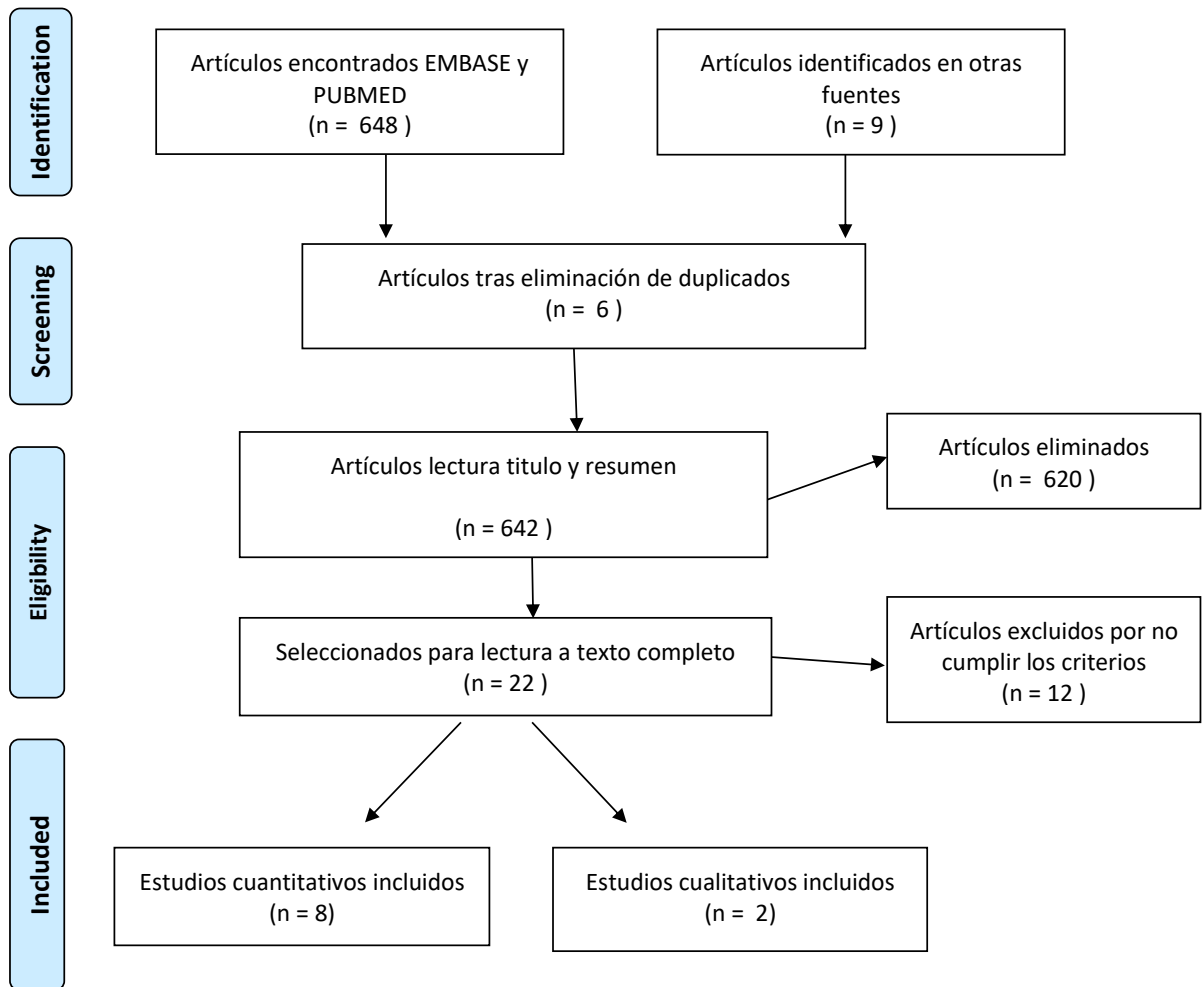 Identification
Artículos encontrados EMBASE y
PUBMED
(n =  648 )
Artículos identificados en otras
fuentes
(n = 9 )
Screening
Artículos tras eliminación de duplicados
(n =  6 )
Eligibility
Artículos lectura titulo y resumen
(n = 642 )
Artículos eliminados
(n =  620 )
Seleccionados para lectura a texto completo
(n = 22 )
Artículos excluidos por no
cumplir los criterios
(n = 12 )
Included
Estudios cuantitativos incluidos
(n = 8)
Estudios cualitativos incluidos
(n =  2)